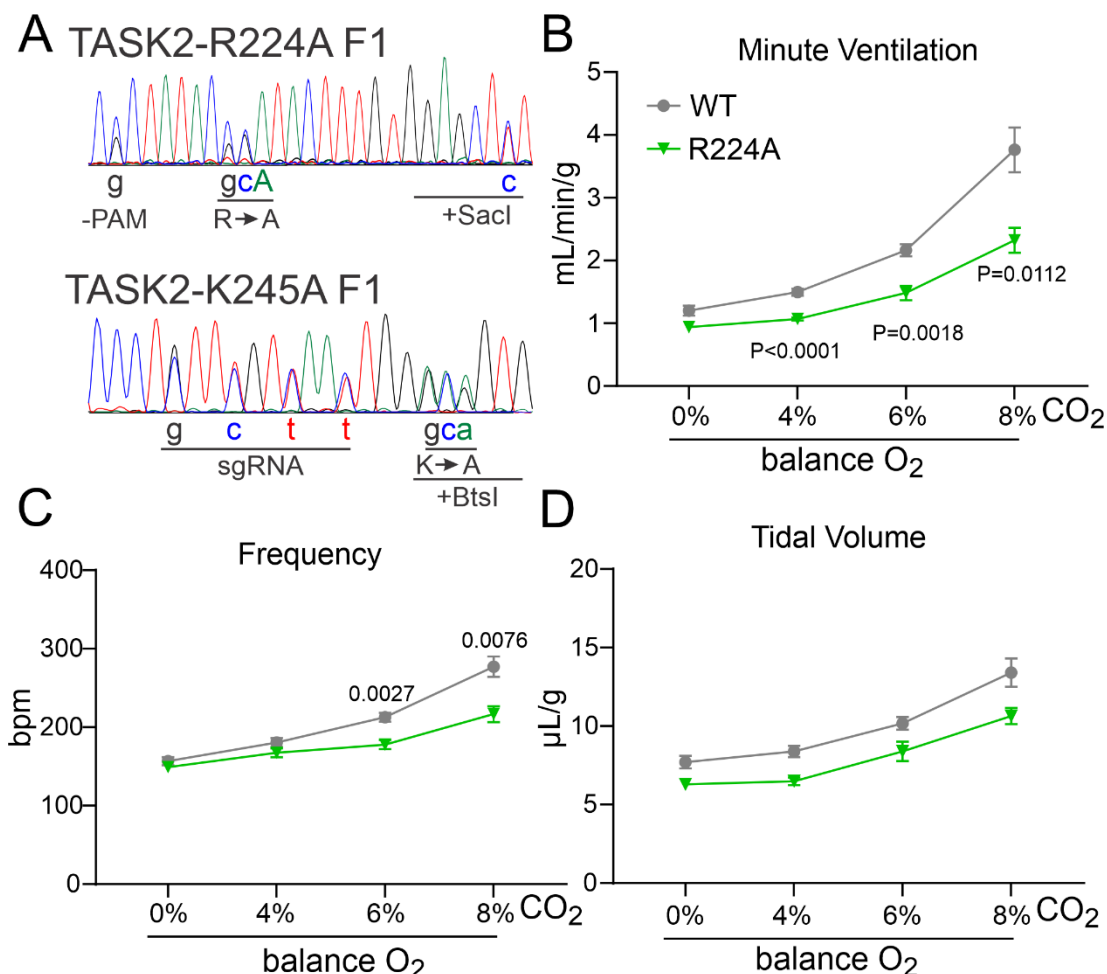 A
TASK2-R224A F1
g gcA c
-PAM R→A +SacI
TASK2-K245A F1
g c t t gca
sgRNA K→A
+BtsI
B
Minute Ventilation
WT
R224A
mL/min/g
5
4
3
2
1
0
P<0.0001
P=0.0018
P=0.0112
0% 4% 6% 8% CO2
balance O2
C
Frequency
bpm
400
300
200
100
0
0.0027
0.0076
0% 4% 6% 8% CO2
balance O2
D
Tidal Volume
µL/g
20
15
10
5
0
0% 4% 6% 8% CO2
balance O2